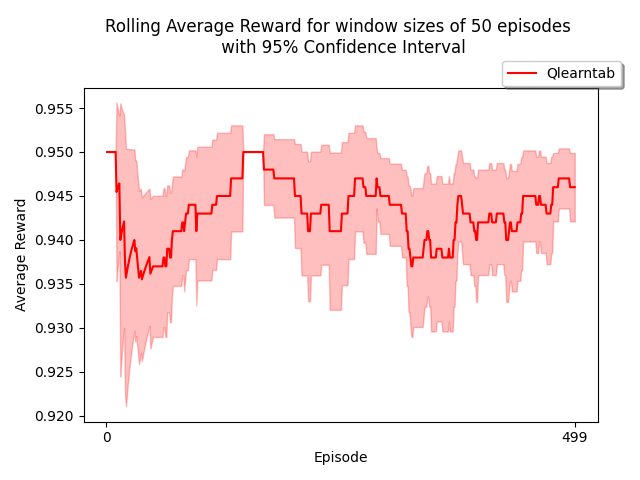 Rolling Average Reward for window sizes of 50 episodes
with 95% Confidence Interval
Qlearntab
0.955
0.950
0.945
0.940
0.935
0.930
0.925
0.920
Average Reward
0
499
Episode